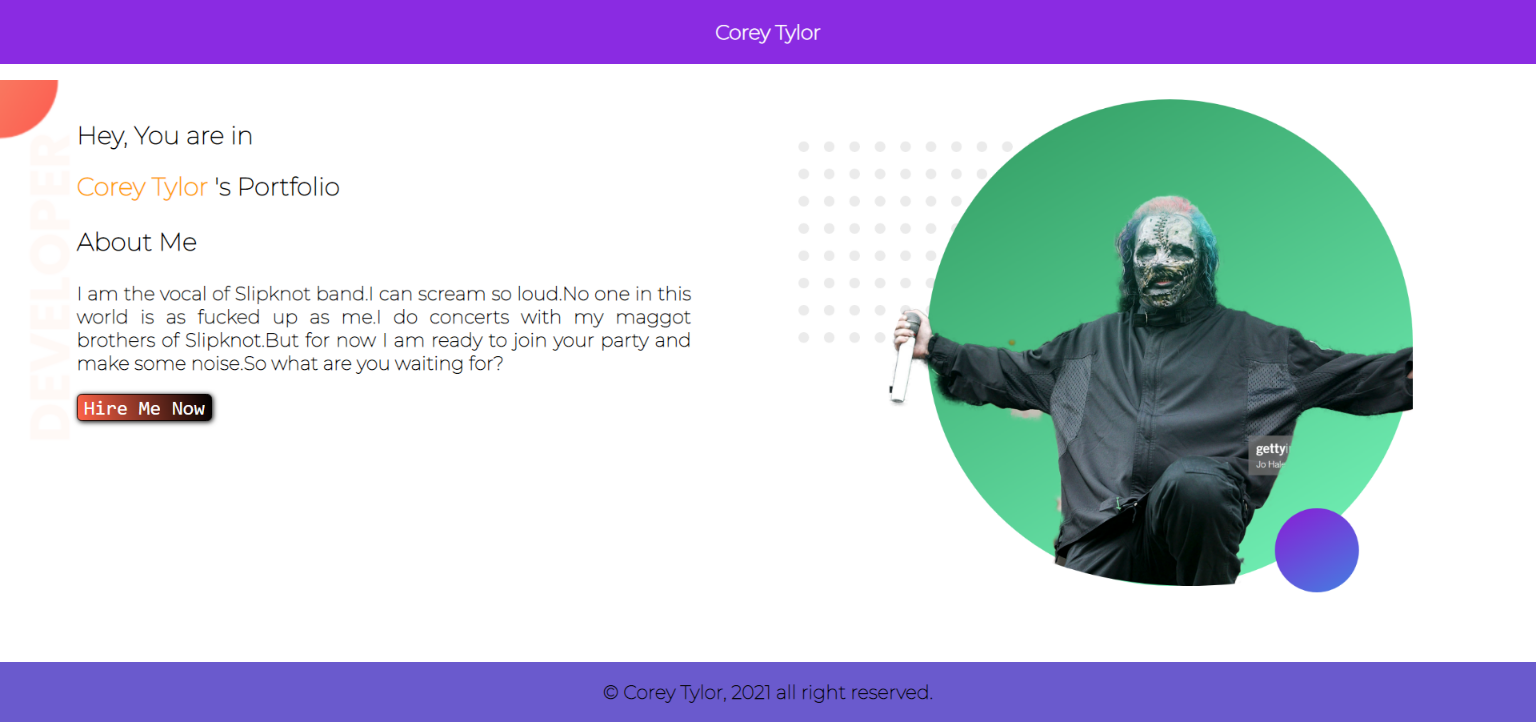 Corey Tylor
DEVELOPER
Hey, You are in
Corey Tylor 's Portfolio
About Me
I am the vocal of Slipknot band.I can scream so loud.No one in this
world is as fucked up as me.I do concerts with my maggot
brothers of Slipknot.But for now I am ready to join your party and
make some noise.So what are you waiting for?
Hire Me Now
getty
Jo Hale
© Corey Tylor, 2021 all right reserved.